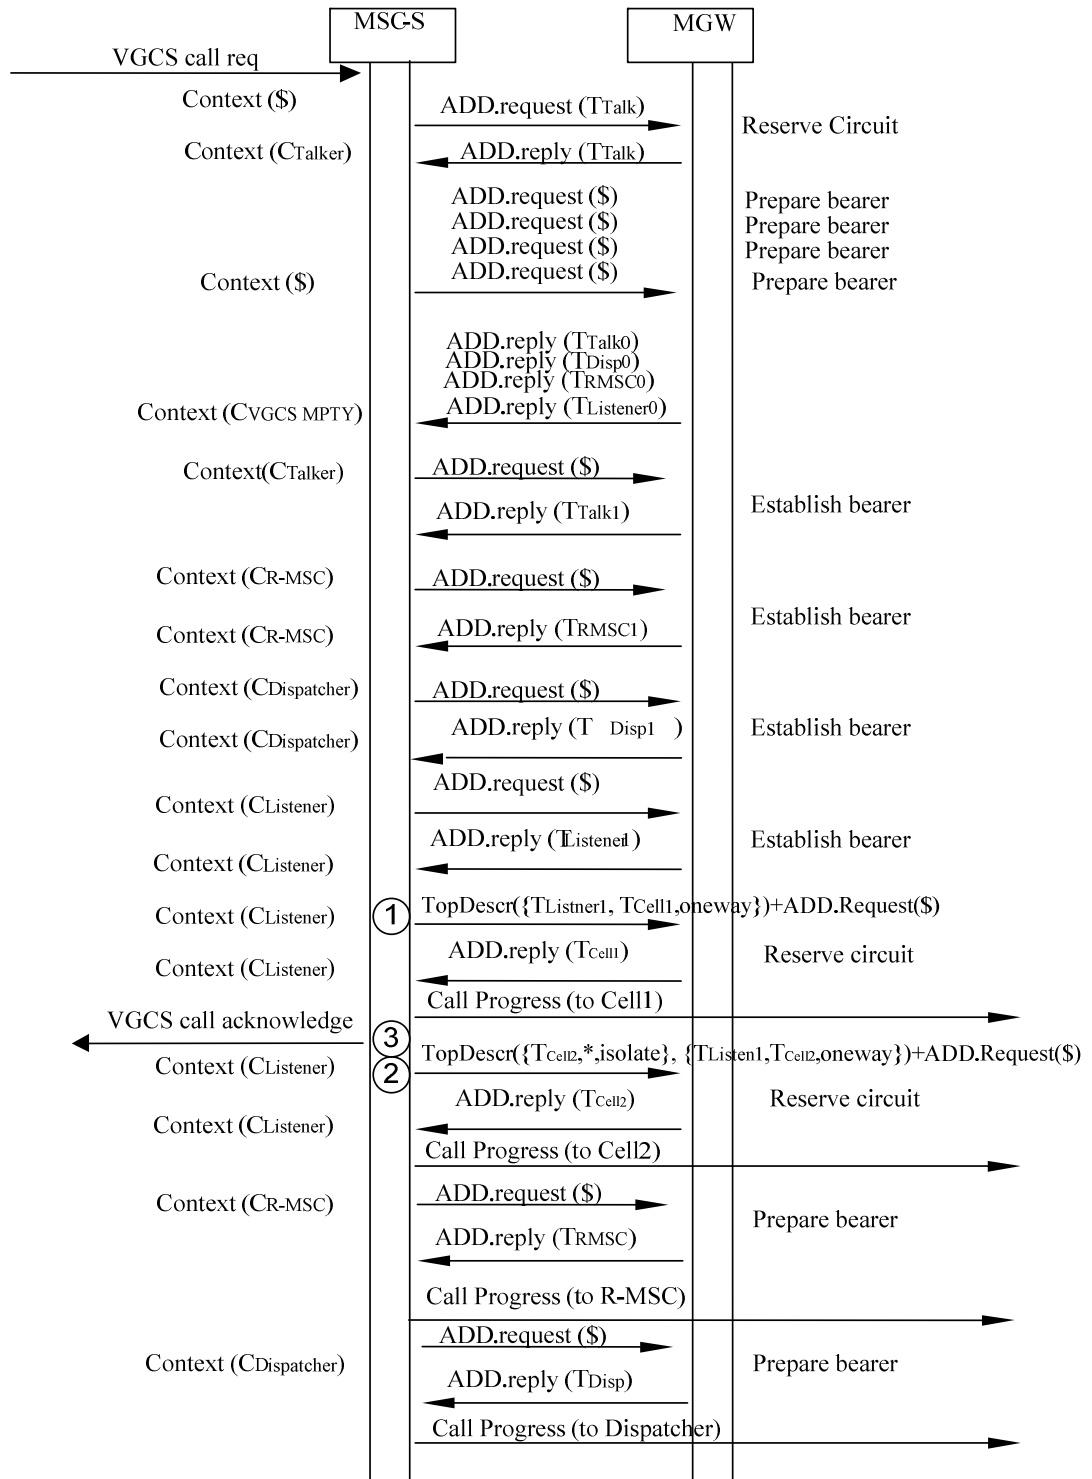 MSC-S
MGW
VGCS call req
Context ($)
ADD.request (TTalk)
Reserve Circuit
Context (CTalker)
ADD.reply (TTalk)
ADD.request ($)
Prepare bearer
ADD.request ($)
Prepare bearer
ADD.request ($)
Prepare bearer
ADD.request ($)
Context ($)
Prepare bearer
ADD.reply (TTalk0)
ADD.reply (TDisp0)
ADD.reply (TRMSC0)
Context (CVGCS MPTY)
ADD.reply (TListener0)
Context(CTalker)
ADD.request ($)
ADD.reply (TTalk1)
Establish bearer
Context (CR-MSC)
ADD.request ($)
Establish bearer
Context (CR-MSC)
ADD.reply (TRMSC1)
Context (CDispatcher)
ADD.request ($)
ADD.reply (T Disp1 )
Establish bearer
Context (CDispatcher)
ADD.request ($)
Context (CListener)
ADD.reply (TListener1)
Establish bearer
Context (CListener)
Context (CListener)
1
TopDescr({TListner1, TCell1,oneway})+ADD.Request($)
ADD.reply (TCell1)
Reserve circuit
Context (CListener)
Call Progress (to Cell1)
VGCS call acknowledge
3
TopDescr({TCell2,*,isolate}, {TListen1,TCell2,oneway})+ADD.Request($)
Context (CListener)
2
ADD.reply (TCell2)
Reserve circuit
Context (CListener)
Call Progress (to Cell2)
Context (CR-MSC)
ADD.request ($)
Prepare bearer
ADD.reply (TRMSC)
Call Progress (to R-MSC)
ADD.request ($)
Context (CDispatcher)
Prepare bearer
ADD.reply (TDisp)
Call Progress (to Dispatcher)